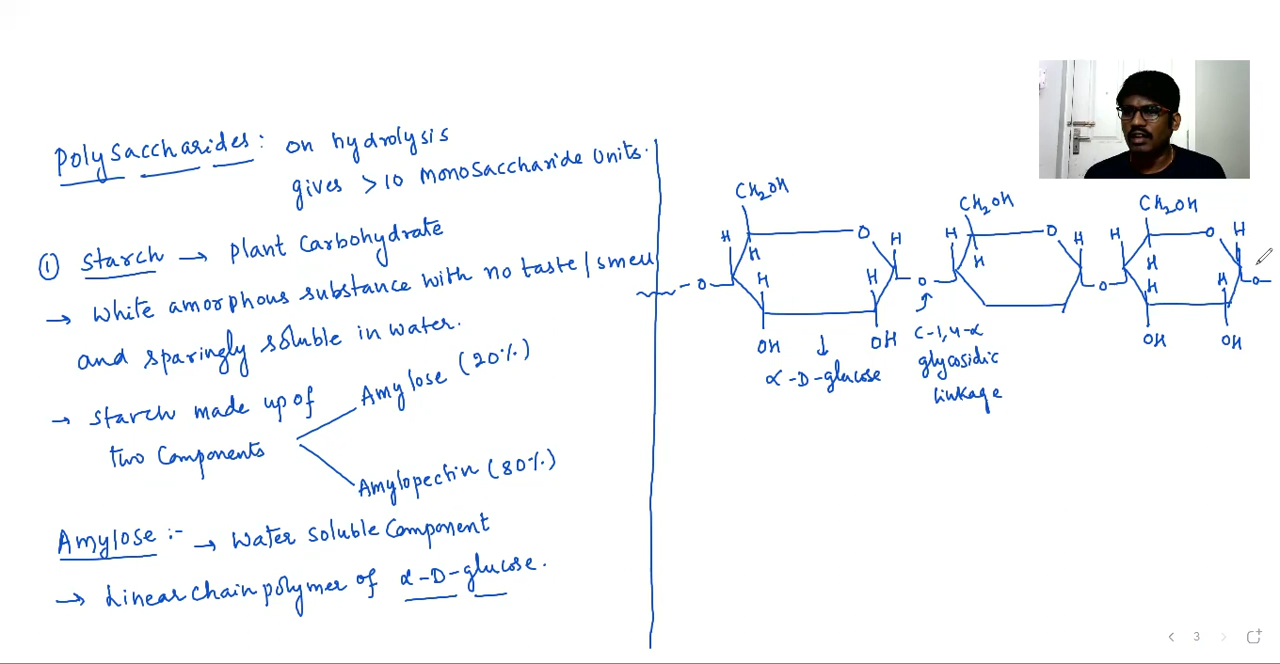 Polysaccharides : on hydrolysis
gives >10 Monosaccharide Units.
① Starch → Plant Carbohydrate
→ White amorphous substance with no taste/smell
and sparingly soluble in water.
→ Starch made up of
two Components
Amylose (20%)
Amylopectin (80%)
Amylose :- → Water soluble Component
→ Linear chain polymer of α-D-glucose.
CH₂OH CH₂OH CH₂OH
H O H H O H H O H
H H H
H H H H
O O O O
OH OH OH OH
α-D-glucose
C-1,4-α
glycosidic
linkage
< 3 >